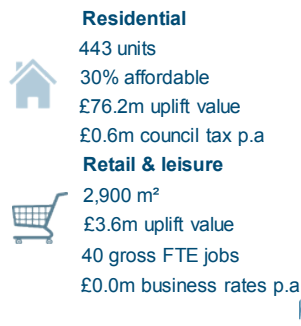 Residential
443 units
30% affordable
£76.2m uplift value
£0.6m council tax p.a
Retail & leisure
2,900 m²
£3.6m uplift value
40 gross FTE jobs
£0.0m business rates p.a